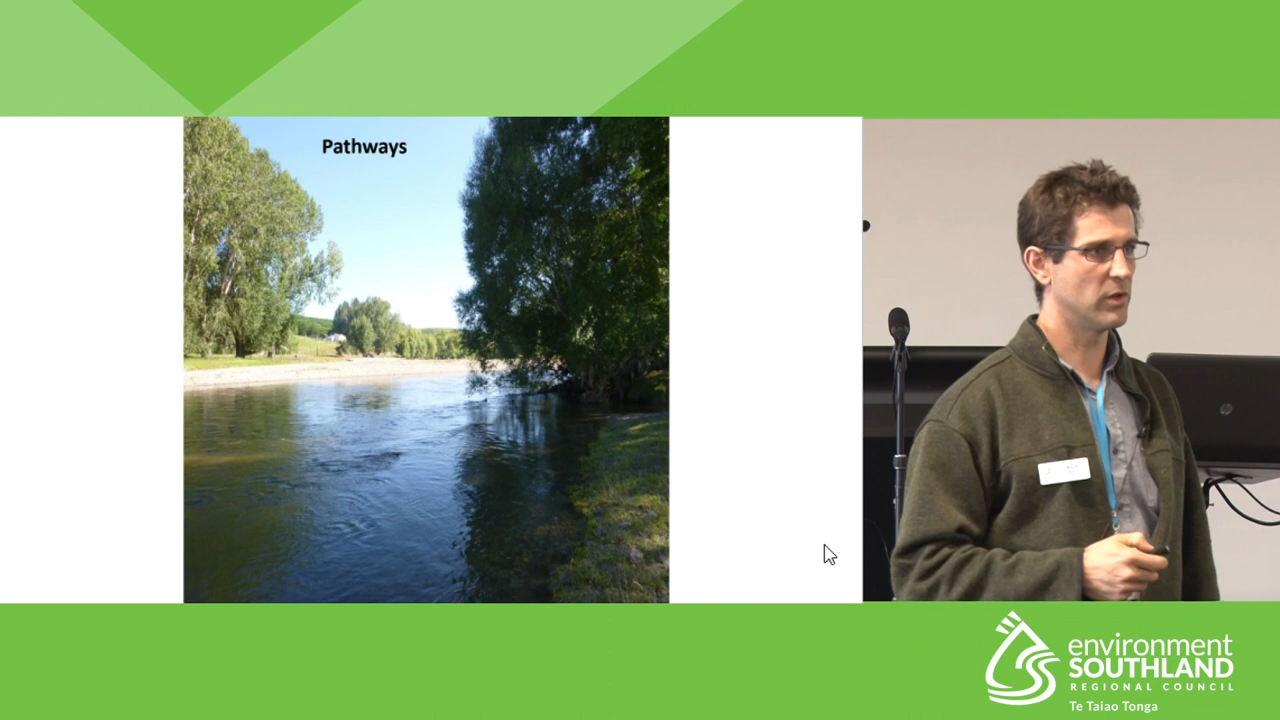 Pathways
environment
SOUTHLAND
REGIONAL COUNCIL
Te Taiao Tonga